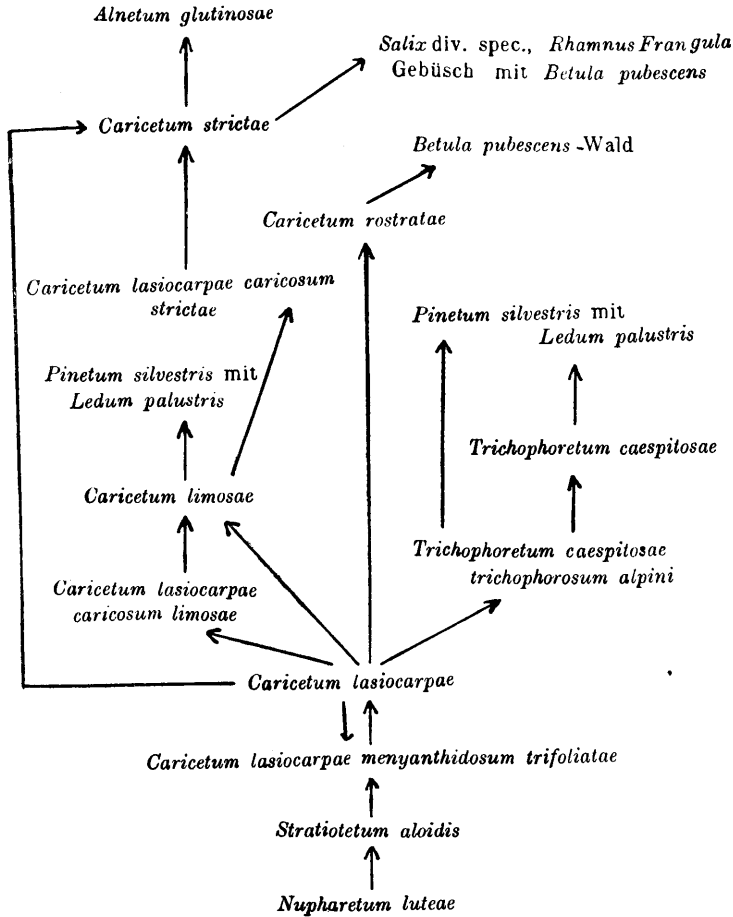 Alnetum glutinosae
Salix div. spec., Rhamnus Frangula
Gebüsch mit Betula pubescens
Caricetum strictae
Betula pubescens-Wald
Caricetum rostratae
Caricetum lasiocarpae caricosum
strictae
Pinetum silvestris mit
Ledum palustris
Pinetum silvestris mit
Ledum palustris
Trichophoretum caespitosae
Caricetum limosae
Trichophoretum caespitosae
trichophorosum alpini
Caricetum lasiocarpae
caricosum limosae
Caricetum lasiocarpae
Caricetum lasiocarpae menyanthidosum trifoliatae
Stratiotetum aloidis
Nupharetum luteae